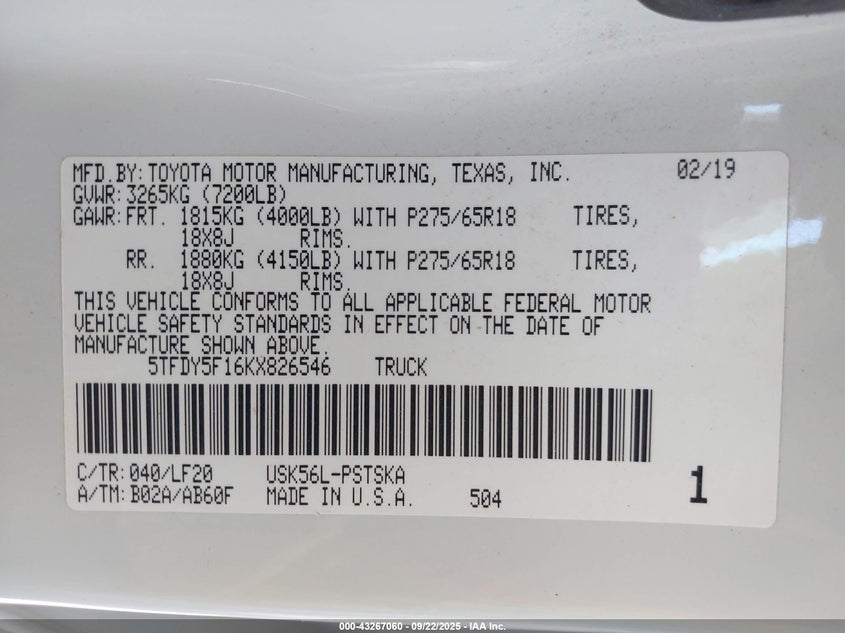 MFD.BY:TOYOTA MOTOR MANUFACTURING, TEXAS, INC. 02/19
GVWR:3265KG (7200LB)
GAWR:FRT. 1815KG (4000LB) WITH P275/65R18 TIRES,
18X8J RIMS.
RR. 1880KG (4150LB) WITH P275/65R18 TIRES,
18X8J RIMS.
THIS VEHICLE CONFORMS TO ALL APPLICABLE FEDERAL MOTOR
VEHICLE SAFETY STANDARDS IN EFFECT ON THE DATE OF
MANUFACTURE SHOWN ABOVE.
5TFDY5F16KX826546 TRUCK
C/TR:040/LF20 USK56L-PSTSKA
A/TM:B02A/AB60F MADE IN U.S.A. 504 1
000-43267060 - 09/22/2025 - IAA Inc.